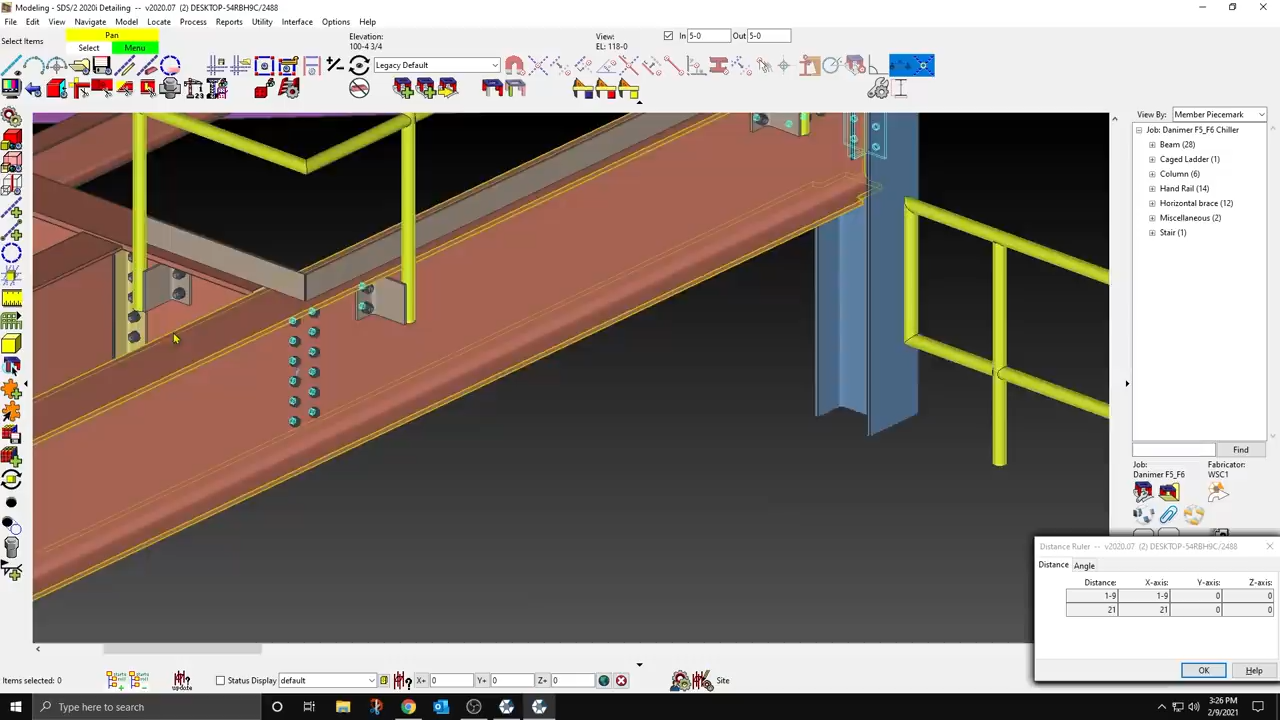 Modeling -- SDS/2 2020i Detailing -- v2020.07 (2) DESKTOP-54RBH9C/2488
File Edit View Navigate Model Locate Process Reports Utility Interface Options Help
Select Items
Pan
Select Menu
Elevation:
100-4 3/4
View:
EL: 118-0
In 5-0 Out 5-0
Legacy Default
View By: Member Piecemark
Job: Danimer F5_F6 Chiller
Beam (28)
Caged Ladder (1)
Column (6)
Hand Rail (14)
Horizontal brace (12)
Miscellaneous (2)
Stair (1)
Find
Job: Fabricator:
Danimer F5_F6 WSC1
Distance Ruler -- v2020.07 (2) DESKTOP-54RBH9C/2488
Distance Angle
Distance: X-axis: Y-axis: Z-axis:
1-9 1-9 0 0
21 21 0 0
OK Help
Items selected: 0
update
Status Display default X+ 0 Y+ 0 Z+ 0 Site
Type here to search
3:26 PM
2/9/2021